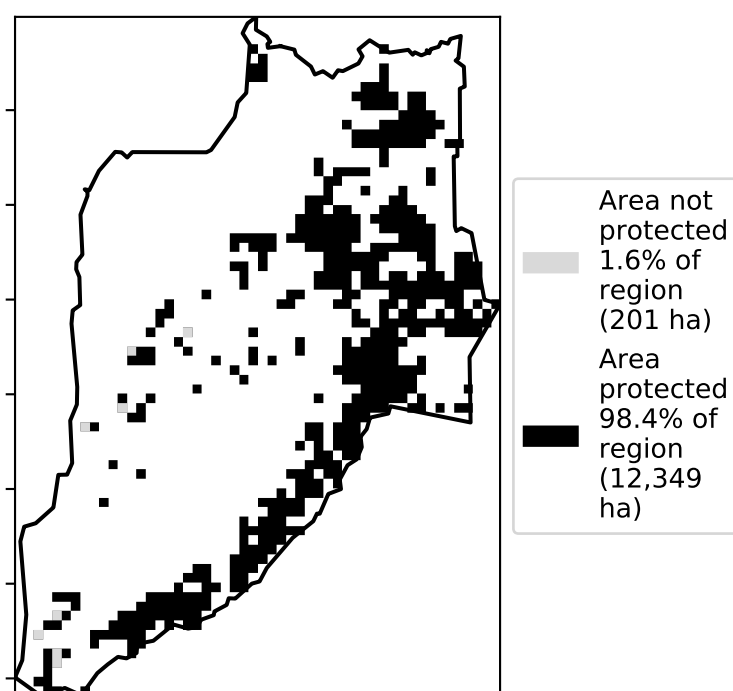 Area not
protected
1.6% of
region
(201 ha)
Area
protected
98.4% of
region
(12,349
ha)